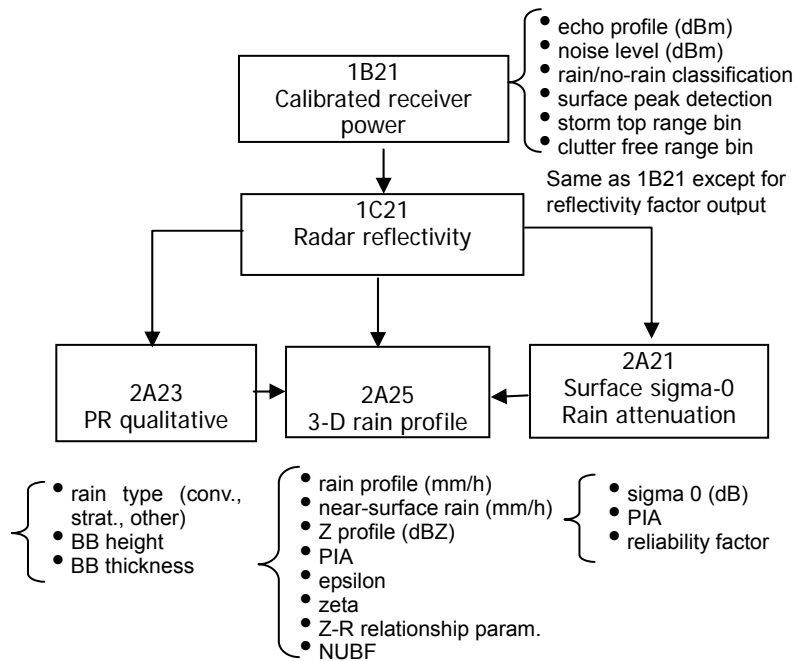 1B21
Calibrated receiver
power
• echo profile (dBm)
• noise level (dBm)
• rain/no-rain classification
• surface peak detection
• storm top range bin
• clutter free range bin
Same as 1B21 except for
reflectivity factor output
1C21
Radar reflectivity
2A23
PR qualitative
2A25
3-D rain profile
2A21
Surface sigma-0
Rain attenuation
• rain type (conv.,
strat., other)
• BB height
• BB thickness
• rain profile (mm/h)
• near-surface rain (mm/h)
• Z profile (dBZ)
• PIA
• epsilon
• zeta
• Z-R relationship param.
• NUBF
• sigma 0 (dB)
• PIA
• reliability factor